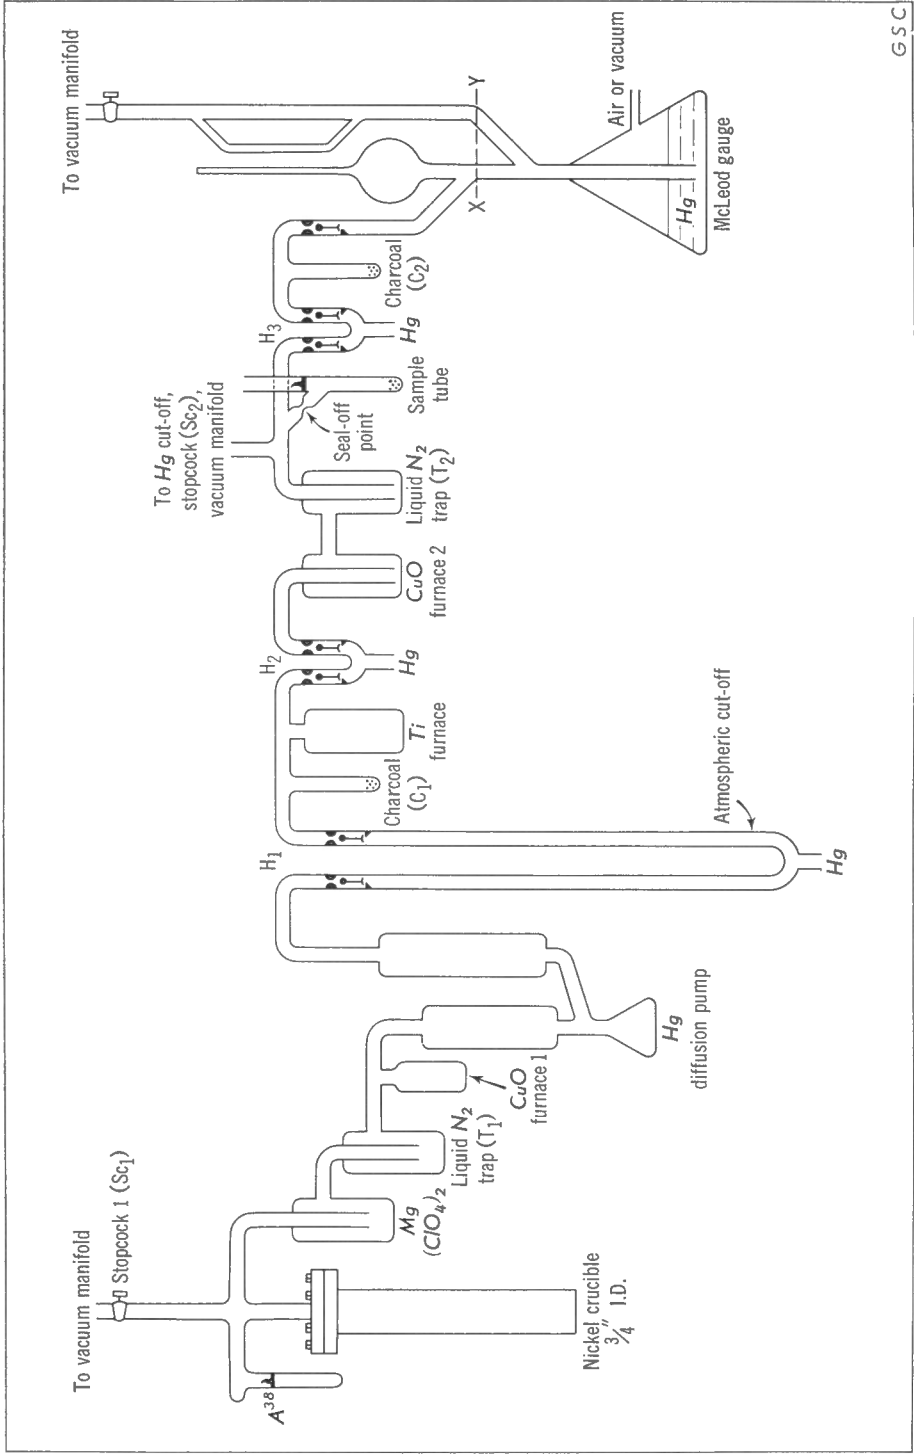 To vacuum manifold
Stopcock 1 (Sc₁)
A³⁸
Nickel crucible
3/4" I.D.
Mg
(ClO₄)₂
Liquid N₂
trap (T₁)
CuO
furnace 1
Hg
diffusion pump
H₁
Atmospheric cut-off
Hg
Charcoal
(C₁)
Ti
furnace
H₂
Hg
CuO
furnace 2
Liquid N₂
trap (T₂)
To Hg cut-off,
stopcock (Sc₂),
vacuum manifold
Seal-off
point
Sample
tube
H₃
Hg
Charcoal
(C₂)
To vacuum manifold
X
Y
Air or vacuum
Hg
McLeod gauge
GSC